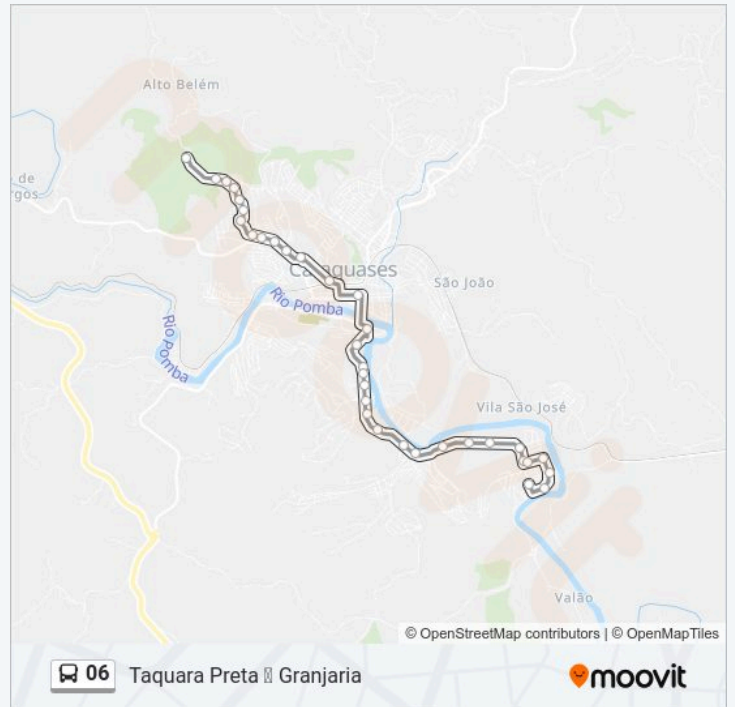 Alto Belém
de
rgos
Cataguases
São João
Rio Pomba
Rio Pomba
Vila São José
Valão
© OpenStreetMap contributors | © OpenMapTiles
06 Taquara Preta Granjaria
moovit